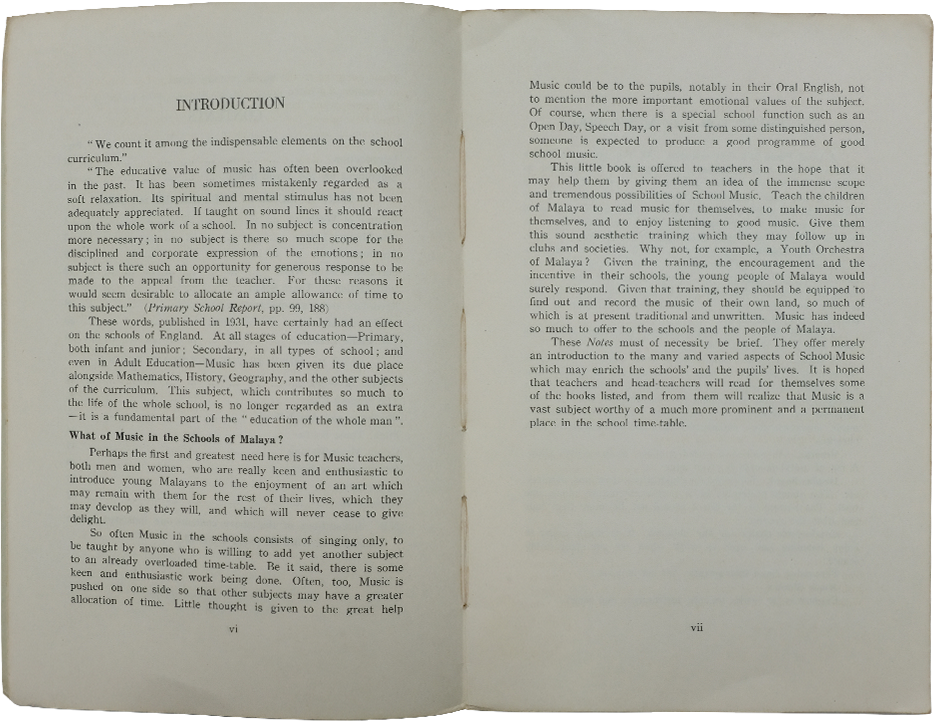 INTRODUCTION
"We count it among the indispensable elements on the school
curriculum."
"The educative value of music has often been overlooked
in the past. It has been sometimes mistakenly regarded as a
soft relaxation. Its spiritual and mental stimulus has not been
adequately appreciated. If taught on sound lines it should react
upon the whole work of a school. In no subject is concentration
more necessary; in no subject is there so much scope for the
disciplined and corporate expression of the emotions; in no
subject is there such an opportunity for generous response to be
made to the appeal from the teacher. For these reasons it
would seem desirable to allocate an ample allowance of time to
this subject." (Primary School Report, pp. 99, 188)
These words, published in 1931, have certainly had an effect
on the schools of England. At all stages of education—Primary,
both infant and junior; Secondary, in all types of school; and
even in Adult Education—Music has been given its due place
alongside Mathematics, History, Geography, and the other subjects
of the curriculum. This subject, which contributes so much to
the life of the whole school, is no longer regarded as an extra
—it is a fundamental part of the "education of the whole man".
What of Music in the Schools of Malaya?
Perhaps the first and greatest need here is for Music teachers,
both men and women, who are really keen and enthusiastic to
introduce young Malayans to the enjoyment of an art which
may remain with them for the rest of their lives, which they
may develop as they will, and which will never cease to give
delight.
So often Music in the schools consists of singing only, to
be taught by anyone who is willing to add yet another subject
to an already overloaded time-table. Be it said, there is some
keen and enthusiastic work being done. Often, too, Music is
pushed on one side so that other subjects may have a greater
allocation of time. Little thought is given to the great help
vi
Music could be to the pupils, notably in their Oral English, not
to mention the more important emotional values of the subject.
Of course, when there is a special school function such as an
Open Day, Speech Day, or a visit from some distinguished person,
someone is expected to produce a good programme of good
school music.
This little book is offered to teachers in the hope that it
may help them by giving them an idea of the immense scope
and tremendous possibilities of School Music. Teach the children
of Malaya to read music for themselves, to make music for
themselves, and to enjoy listening to good music. Give them
this sound aesthetic training which they may follow up in
clubs and societies. Why not, for example, a Youth Orchestra
of Malaya? Given the training, the encouragement and the
incentive in their schools, the young people of Malaya would
surely respond. Given that training, they should be equipped to
find out and record the music of their own land, so much of
which is at present traditional and unwritten. Music has indeed
so much to offer to the schools and the people of Malaya.
These Notes must of necessity be brief. They offer merely
an introduction to the many and varied aspects of School Music
which may enrich the schools' and the pupils' lives. It is hoped
that teachers and head-teachers will read for themselves some
of the books listed, and from them will realize that Music is a
vast subject worthy of a much more prominent and a permanent
place in the school time-table.
vii